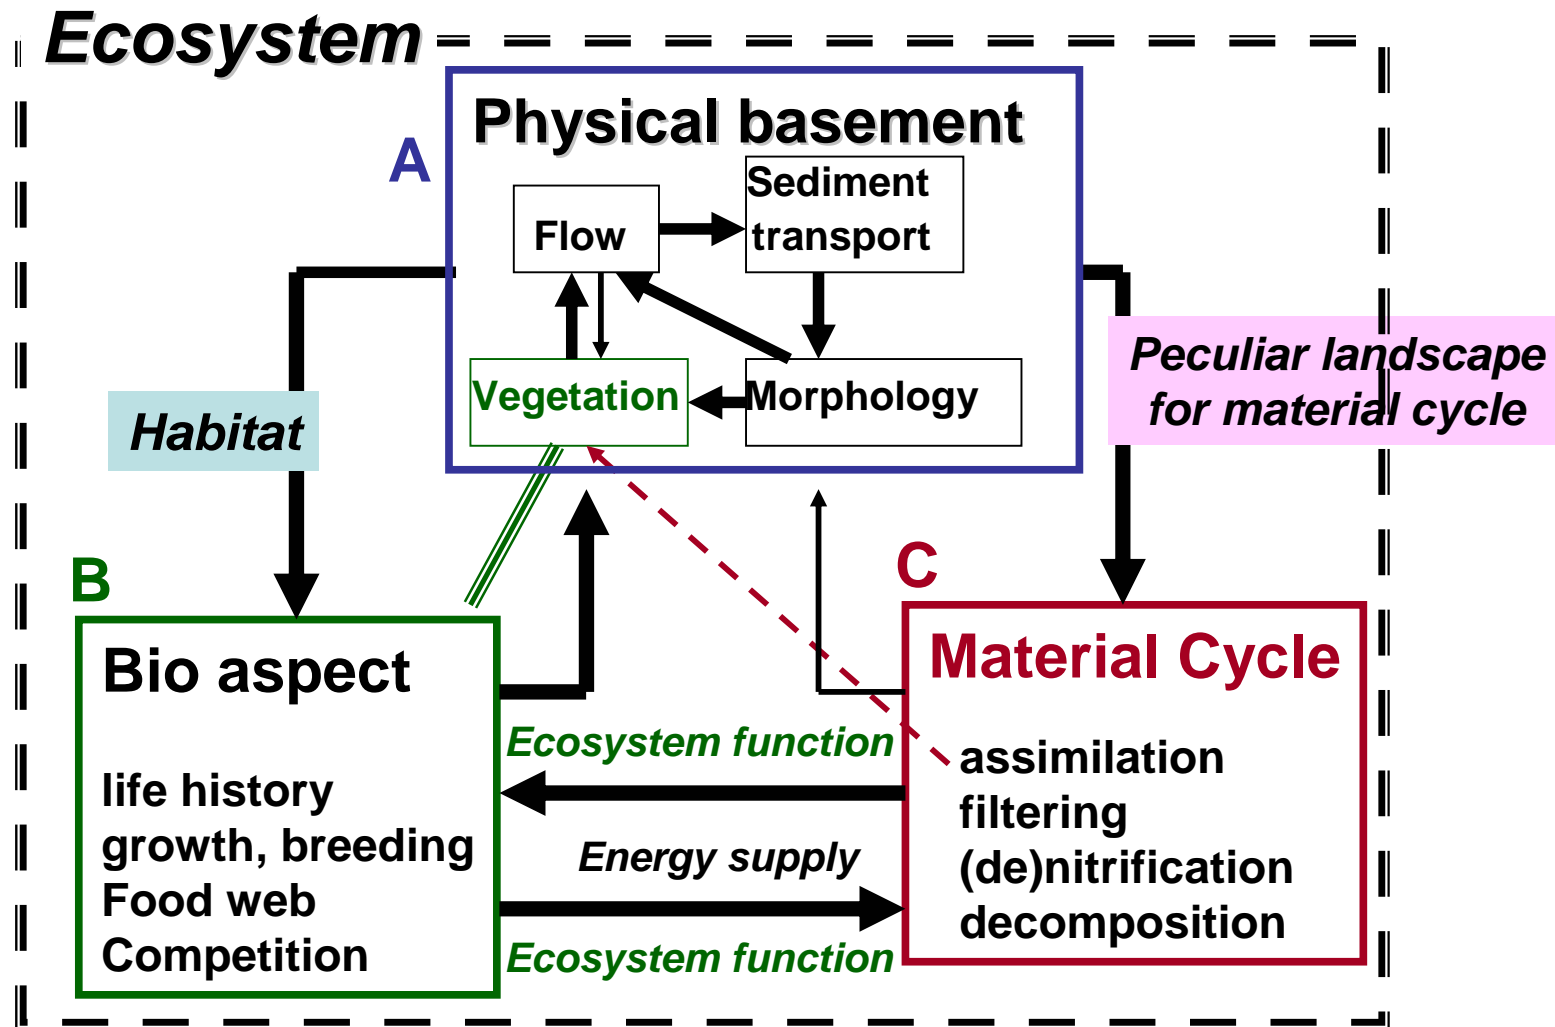 Ecosystem
Physical basement
A
Sediment
transport
Flow
Vegetation
Morphology
Habitat
Peculiar landscape
for material cycle
B
C
Bio aspect
life history
growth, breeding
Food web
Competition
Ecosystem function
Energy supply
Ecosystem function
Material Cycle
assimilation
filtering
(de)nitrification
decomposition